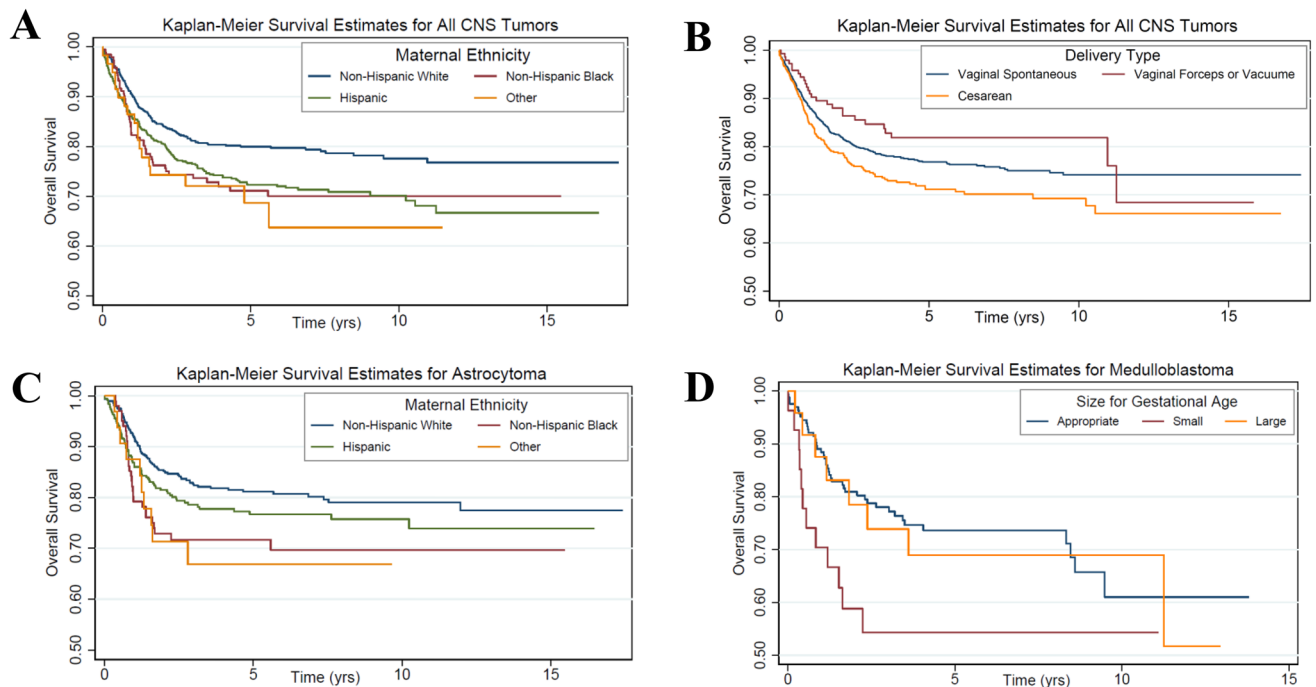 A
Kaplan-Meier Survival Estimates for All CNS Tumors
Maternal Ethnicity
Non-Hispanic White Non-Hispanic Black
Hispanic Other
Overall Survival
1.00
0.90
0.80
0.70
0.60
0.50
0 5 10 15
Time (yrs)
B
Kaplan-Meier Survival Estimates for All CNS Tumors
Delivery Type
Vaginal Spontaneous Vaginal Forceps or Vacuume
Cesarean
Overall Survival
1.00
0.90
0.80
0.70
0.60
0.50
0 5 10 15
Time (yrs)
C
Kaplan-Meier Survival Estimates for Astrocytoma
Maternal Ethnicity
Non-Hispanic White Non-Hispanic Black
Hispanic Other
Overall Survival
1.00
0.90
0.80
0.70
0.60
0.50
0 5 10 15
Time (yrs)
D
Kaplan-Meier Survival Estimates for Medulloblastoma
Size for Gestational Age
Appropriate Small Large
Overall Survival
1.00
0.90
0.80
0.70
0.60
0.50
0 5 10 15
Time (yrs)